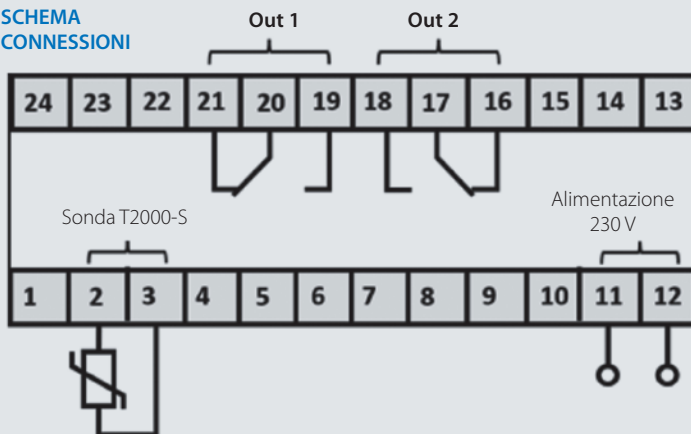 SCHEMA
CONNESSIONI
Out 1
Out 2
24 23 22 21 20 19 18 17 16 15 14 13
Sonda T2000-S
Alimentazione
230 V
1 2 3 4 5 6 7 8 9 10 11 12